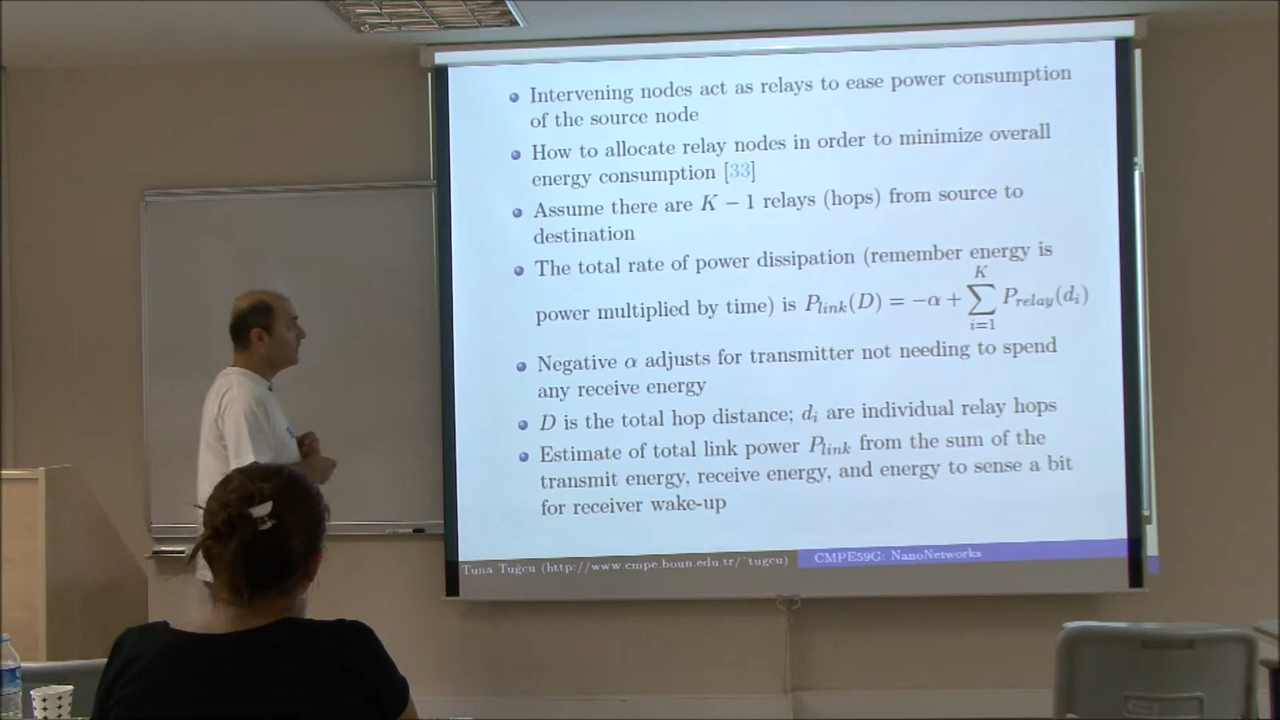 Intervening nodes act as relays to ease power consumption
of the source node
How to allocate relay nodes in order to minimize overall
energy consumption [33]
Assume there are K − 1 relays (hops) from source to
destination
The total rate of power dissipation (remember energy is
power multiplied by time) is P_link(D) = −α + ∑_{i=1}^{K} P_relay(d_i)
Negative α adjusts for transmitter not needing to spend
any receive energy
D is the total hop distance; d_i are individual relay hops
Estimate of total link power P_link from the sum of the
transmit energy, receive energy, and energy to sense a bit
for receiver wake-up
Tuna Tuğcu (http://www.cmpe.boun.edu.tr/~tugcu) CMPE59G: NanoNetworks